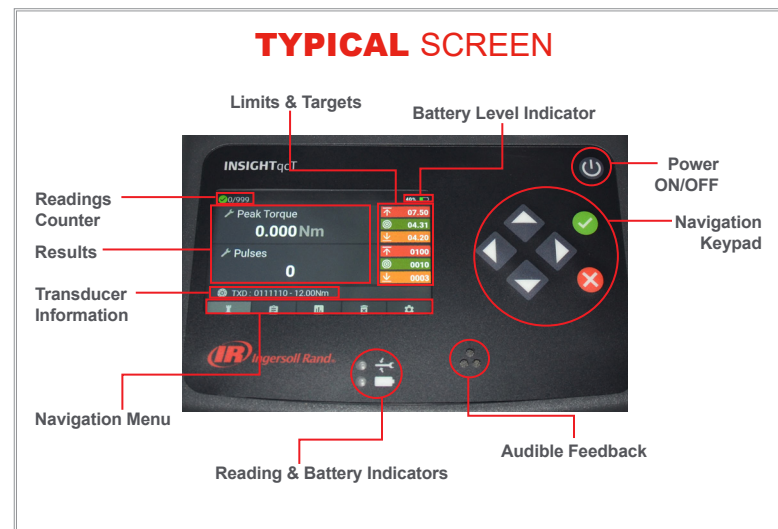 TYPICAL SCREEN
Limits & Targets
Battery Level Indicator
INSIGHTqcT
Power
ON/OFF
Readings
Counter
0/999
48%
Navigation
Keypad
Peak Torque
0.000 Nm
07.50
04.31
04.20
Results
Pulses
0
0100
0010
0003
Transducer
Information
TXD : 0111110 - 12.00Nm
IR Ingersoll Rand®
Navigation Menu
Audible Feedback
Reading & Battery Indicators